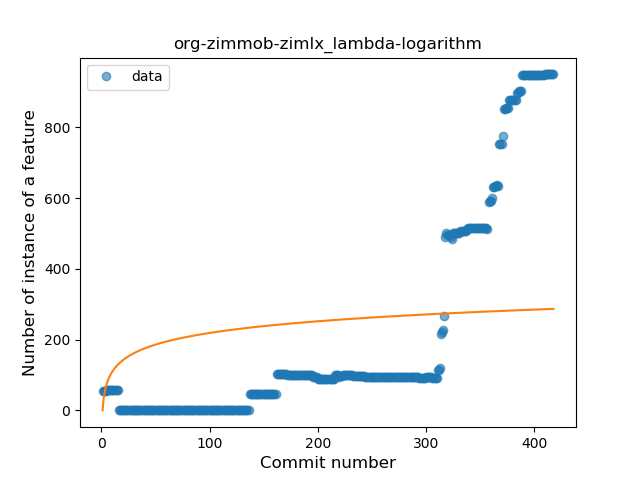 org-zimmob-zimlx_lambda-logarithm
data
Number of instance of a feature
800
600
400
200
0
0 100 200 300 400
Commit number